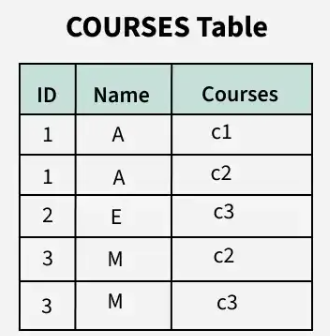 COURSES Table
ID Name Courses
1 A c1
1 A c2
2 E c3
3 M c2
3 M c3